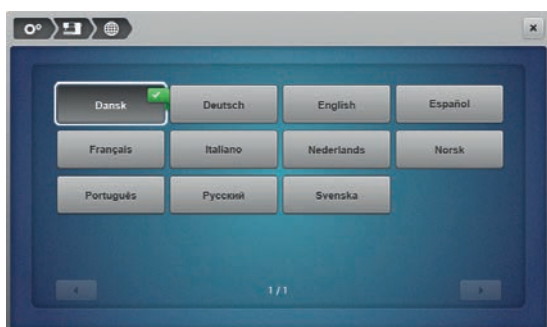 Dansk Deutsch English Español
Français Italiano Nederlands Norsk
Português Русский Svenska
1/1